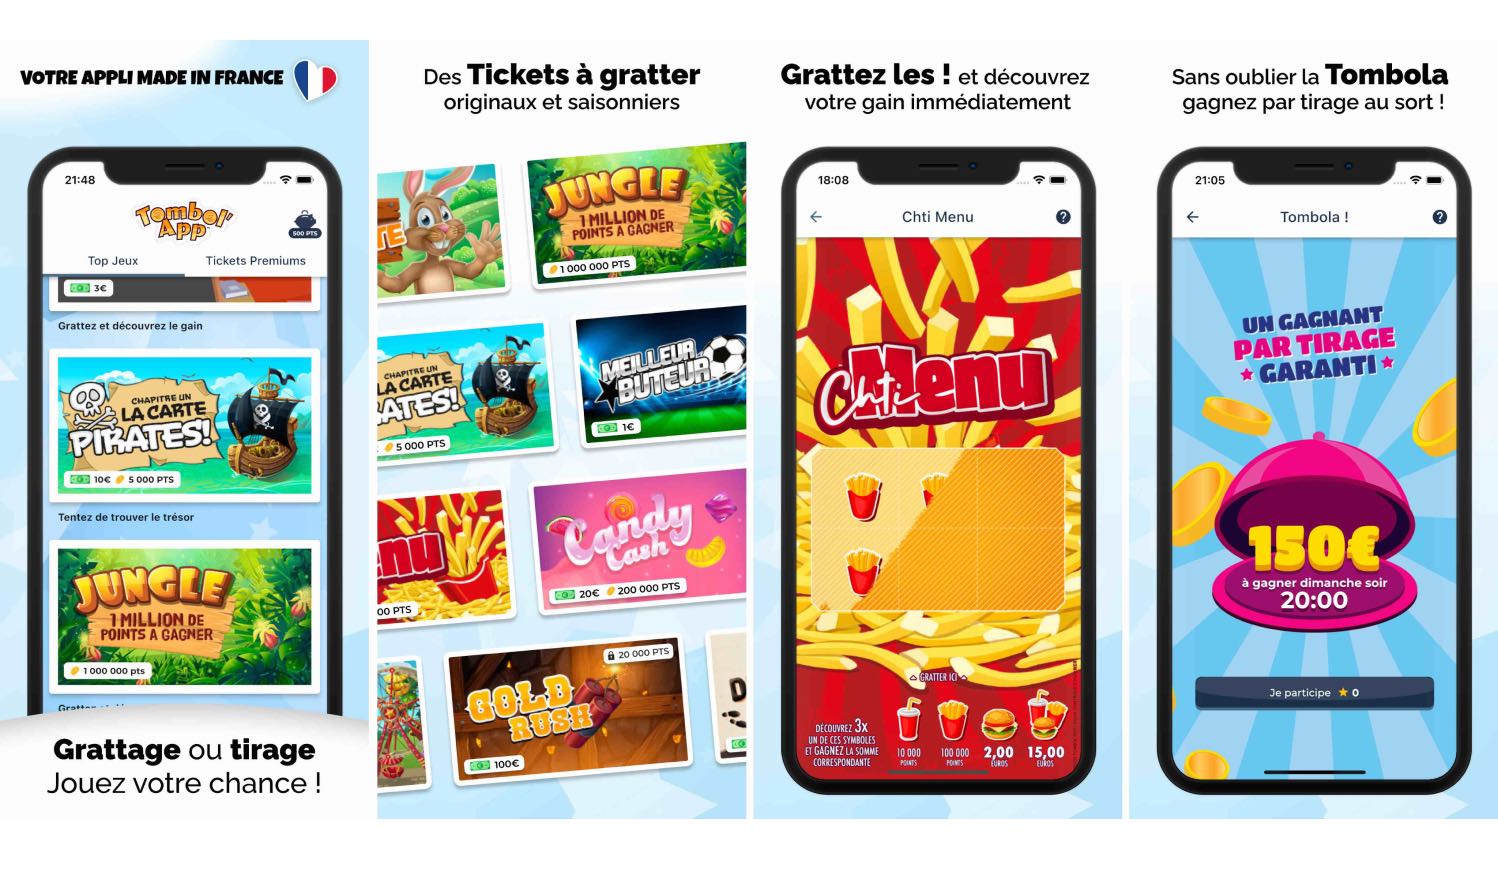 VOTRE APPLI MADE IN FRANCE
21:48
Tombol'
App
500 PTS
Top Jeux
Tickets Premiums
3€
Grattez et découvrez le gain
CHAPITRE UN
LA CARTE
PIRATES!
10€ 5 000 PTS
Tentez de trouver le trésor
JUNGLE
1 MILLION DE
POINTS A GAGNER
1 000 000 pts
Grattage ou tirage
Jouez votre chance !
Des Tickets à gratter
originaux et saisonniers
TE
JUNGLE
1 MILLION DE
POINTS A GAGNER
1 000 000 PTS
CHAPITRE UN
LA CARTE
ATES!
5 000 PTS
MEILLEUR
BUTEUR
1€
nu
00 PTS
Candy
Cash
20€ 200 000 PTS
20 000 PTS
GOLD
RUSH
100€
D
Grattez les ! et découvrez
votre gain immédiatement
18:08
Chti Menu
Chti Menu
GRATTER ICI
DÉCOUVREZ 3X
UN DE CES SYMBOLES
ET GAGNEZ LA SOMME
CORRESPONDANTE
10 000
POINTS
100 000
POINTS
2,00
EUROS
15,00
EUROS
Sans oublier la Tombola
gagnez par tirage au sort !
21:05
Tombola !
UN GAGNANT
PAR TIRAGE
GARANTI
150€
à gagner dimanche soir
20:00
Je participe 0